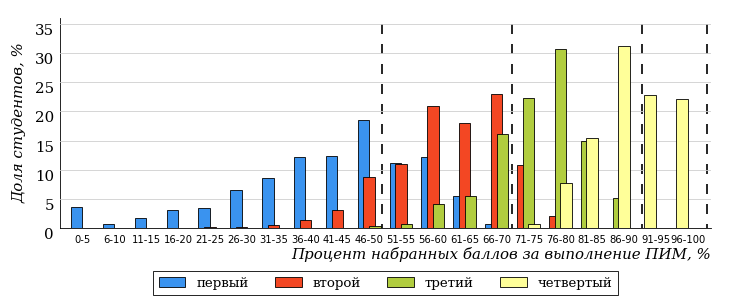 Доля студентов, %
35
30
25
20
15
10
5
0
0-5 6-10 11-15 16-20 21-25 26-30 31-35 36-40 41-45 46-50 51-55 56-60 61-65 66-70 71-75 76-80 81-85 86-90 91-95 96-100
Процент набранных баллов за выполнение ПИМ, %
первый второй третий четвертый